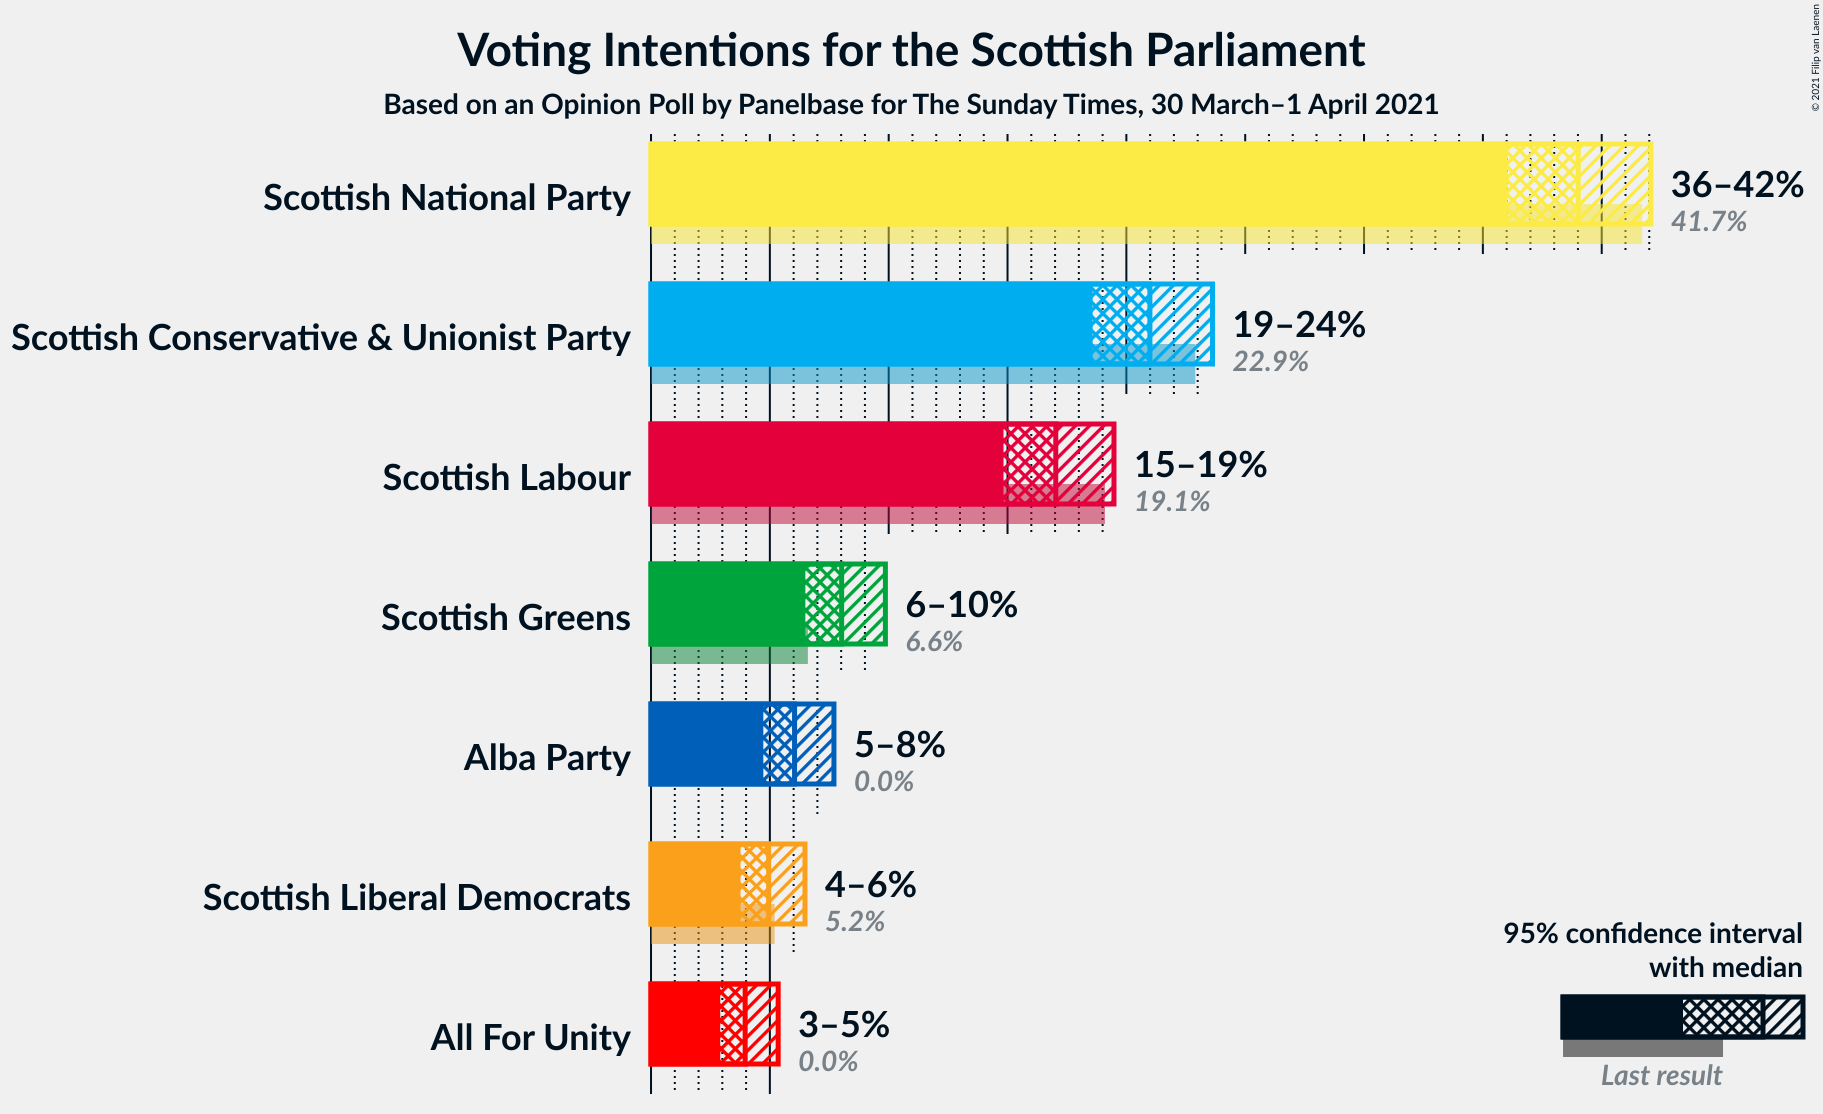 Voting Intentions for the Scottish Parliament
Based on an Opinion Poll by Panelbase for The Sunday Times, 30 March–1 April 2021
© 2021 Filip van Laenen
Scottish National Party
36–42%
41.7%
Scottish Conservative & Unionist Party
19–24%
22.9%
Scottish Labour
15–19%
19.1%
Scottish Greens
6–10%
6.6%
Alba Party
5–8%
0.0%
Scottish Liberal Democrats
4–6%
5.2%
All For Unity
3–5%
0.0%
95% confidence interval
with median
Last result